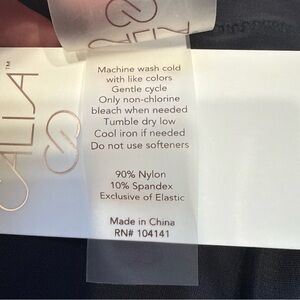 CALIA™
Machine wash cold
with like colors
Gentle cycle
Only non-chlorine
bleach when needed
Tumble dry low
Cool iron if needed
Do not use softeners
90% Nylon
10% Spandex
Exclusive of Elastic
Made in China
RN# 104141